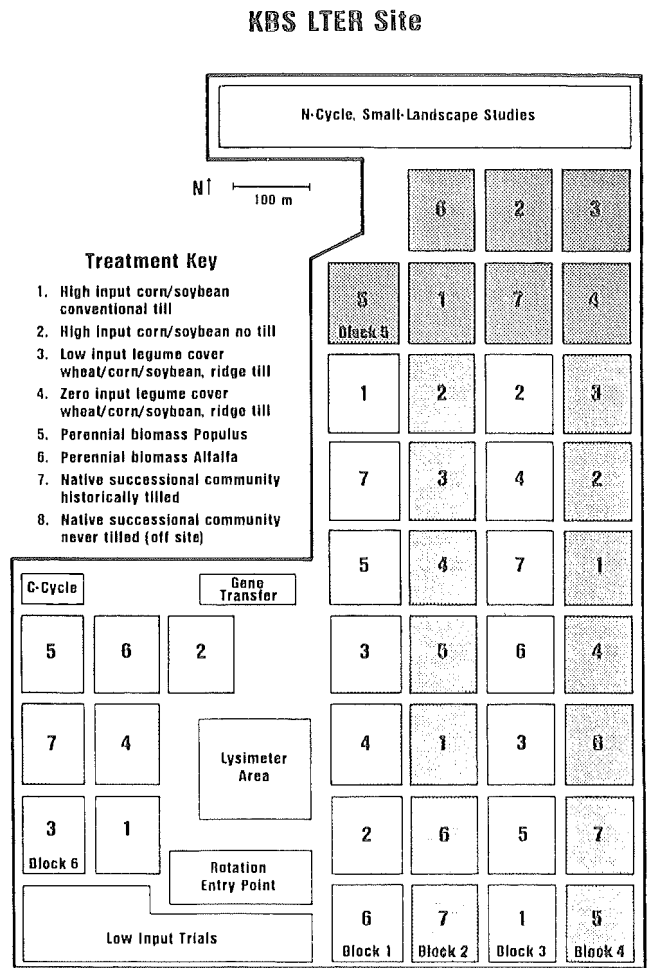 KBS LTER Site
N-Cycle, Small-Landscape Studies
N↑
100 m
6 2 3
Treatment Key
1. High input corn/soybean
conventional till
2. High input corn/soybean no till
3. Low input legume cover
wheat/corn/soybean, ridge till
4. Zero input legume cover
wheat/corn/soybean, ridge till
5. Perennial biomass Populus
6. Perennial biomass Alfalfa
7. Native successional community
historically tilled
8. Native successional community
never tilled (off site)
5 1 7 4
Block 5
1 2 2 3
7 3 4 2
5 4 7 1
3 5 6 4
4 1 3 6
2 6 5 7
6 7 1 5
Block 1 Block 2 Block 3 Block 4
C-Cycle
Gene
Transfer
5 6 2
7 4
Lysimeter
Area
3 1
Block 6
Rotation
Entry Point
Low Input Trials